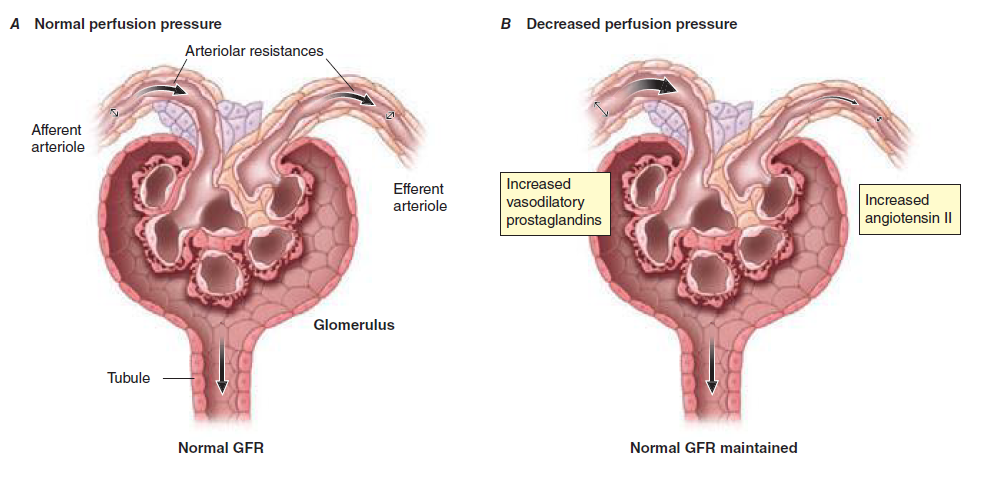 A Normal perfusion pressure
Arteriolar resistances
Afferent
arteriole
Efferent
arteriole
Glomerulus
Tubule
Normal GFR
B Decreased perfusion pressure
Increased
vasodilatory
prostaglandins
Increased
angiotensin II
Normal GFR maintained